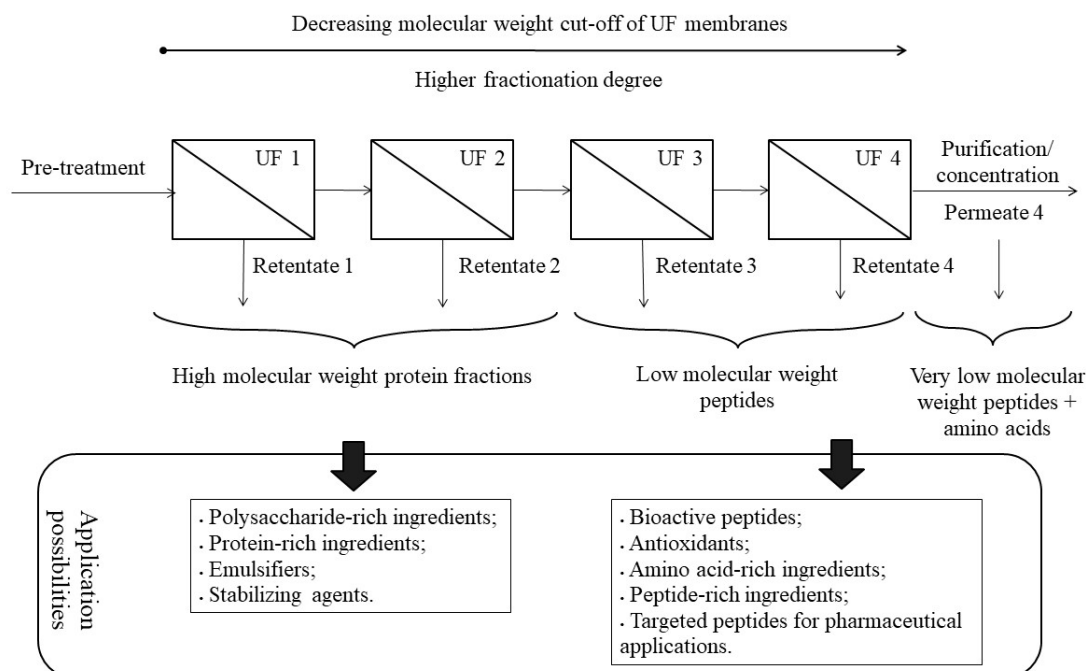 Decreasing molecular weight cut-off of UF membranes
Higher fractionation degree
Pre-treatment
UF 1
UF 2
UF 3
UF 4
Purification/
concentration
Permeate 4
Retentate 1
Retentate 2
Retentate 3
Retentate 4
High molecular weight protein fractions
Low molecular weight
peptides
Very low molecular
weight peptides +
amino acids
Application
possibilities
· Polysaccharide-rich ingredients;
· Protein-rich ingredients;
· Emulsifiers;
· Stabilizing agents.
· Bioactive peptides;
· Antioxidants;
· Amino acid-rich ingredients;
· Peptide-rich ingredients;
· Targeted peptides for pharmaceutical
applications.